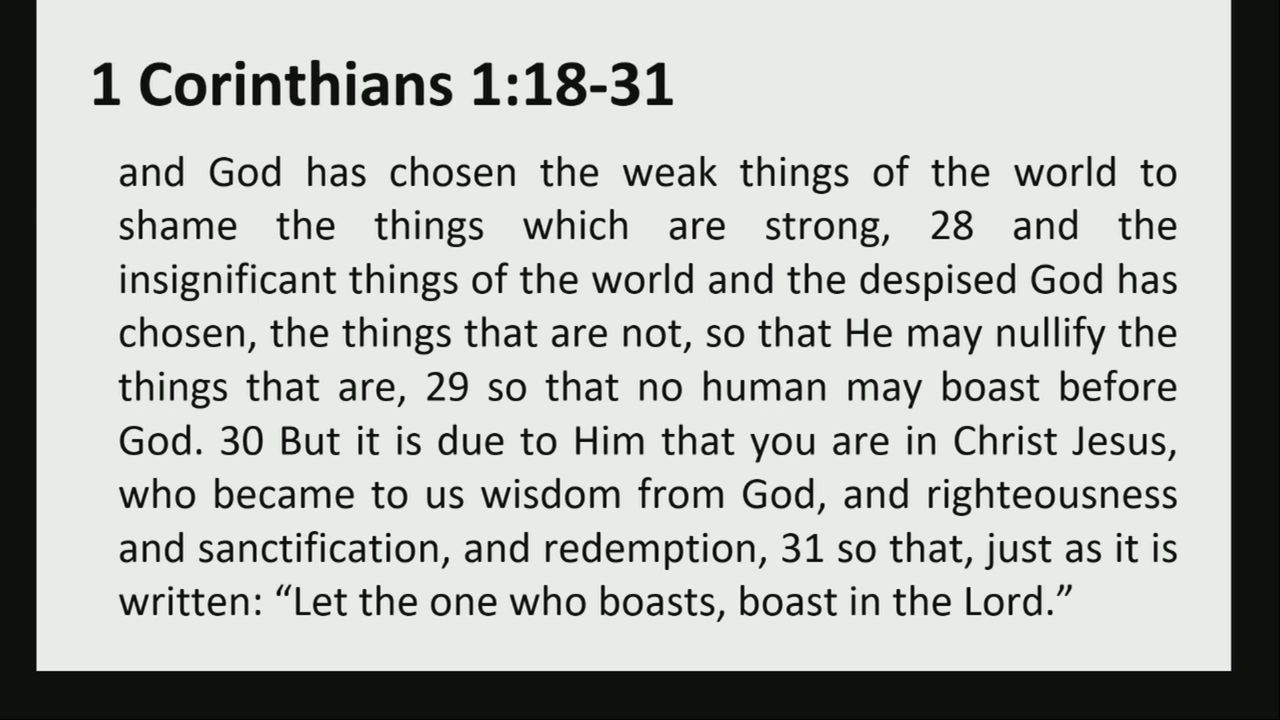 1 Corinthians 1:18-31
and God has chosen the weak things of the world to
shame the things which are strong, 28 and the
insignificant things of the world and the despised God has
chosen, the things that are not, so that He may nullify the
things that are, 29 so that no human may boast before
God. 30 But it is due to Him that you are in Christ Jesus,
who became to us wisdom from God, and righteousness
and sanctification, and redemption, 31 so that, just as it is
written: “Let the one who boasts, boast in the Lord.”